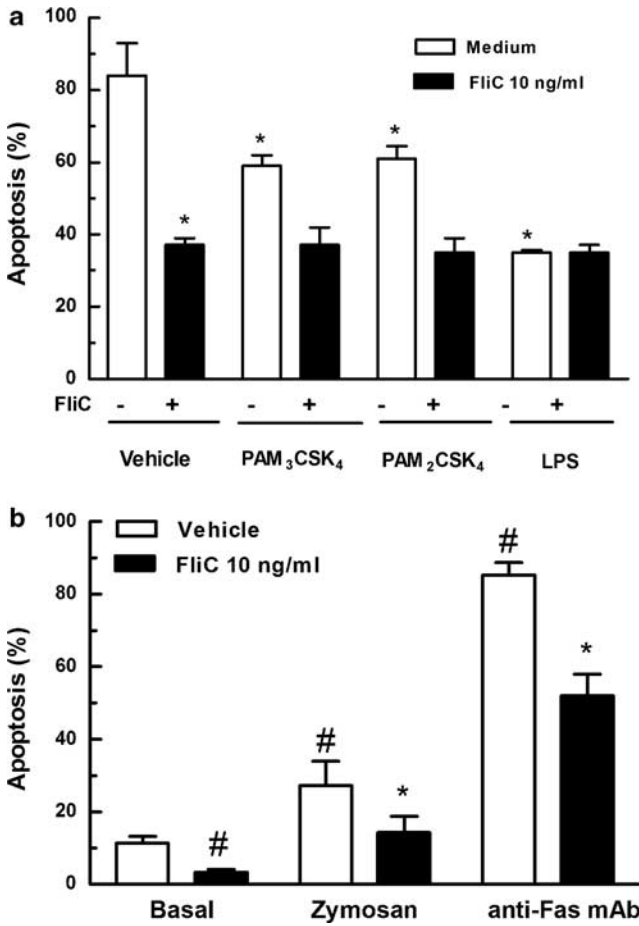 a
100
80
60
40
20
0
Apoptosis (%)
Medium
FliC 10 ng/ml
*
*
*
*
FliC - + - + - + - +
Vehicle PAM₃CSK₄ PAM₂CSK₄ LPS
b
100
80
60
40
20
0
Apoptosis (%)
Vehicle
FliC 10 ng/ml
#
#
*
#
*
Basal Zymosan anti-Fas mAb